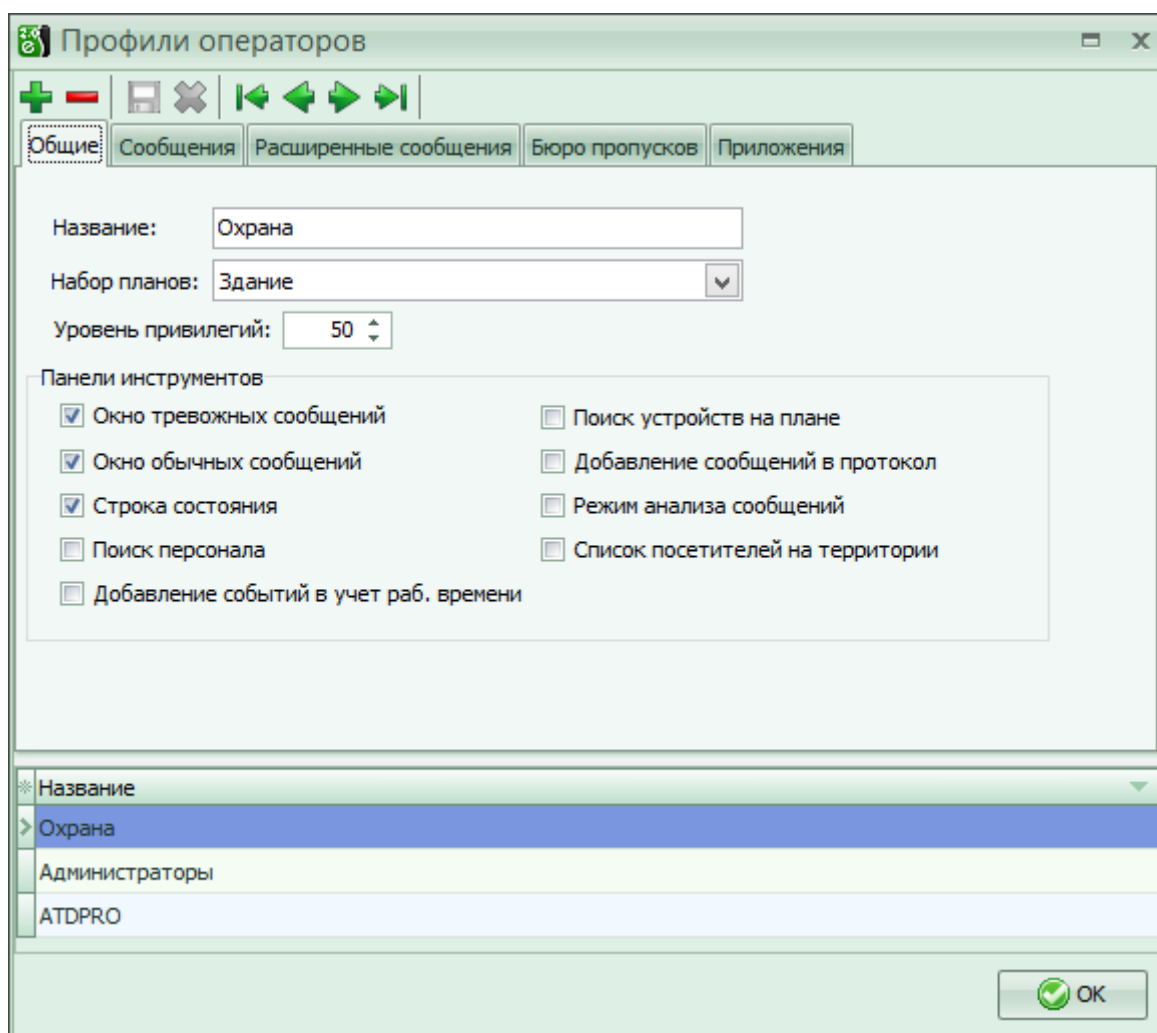 Профили операторов
Общие Сообщения Расширенные сообщения Бюро пропусков Приложения
Название: Охрана
Набор планов: Здание
Уровень привилегий: 50
Панели инструментов
Окно тревожных сообщений Поиск устройств на плане
Окно обычных сообщений Добавление сообщений в протокол
Строка состояния Режим анализа сообщений
Поиск персонала Список посетителей на территории
Добавление событий в учет раб. времени
Название
Охрана
Администраторы
ATDPRO
OK